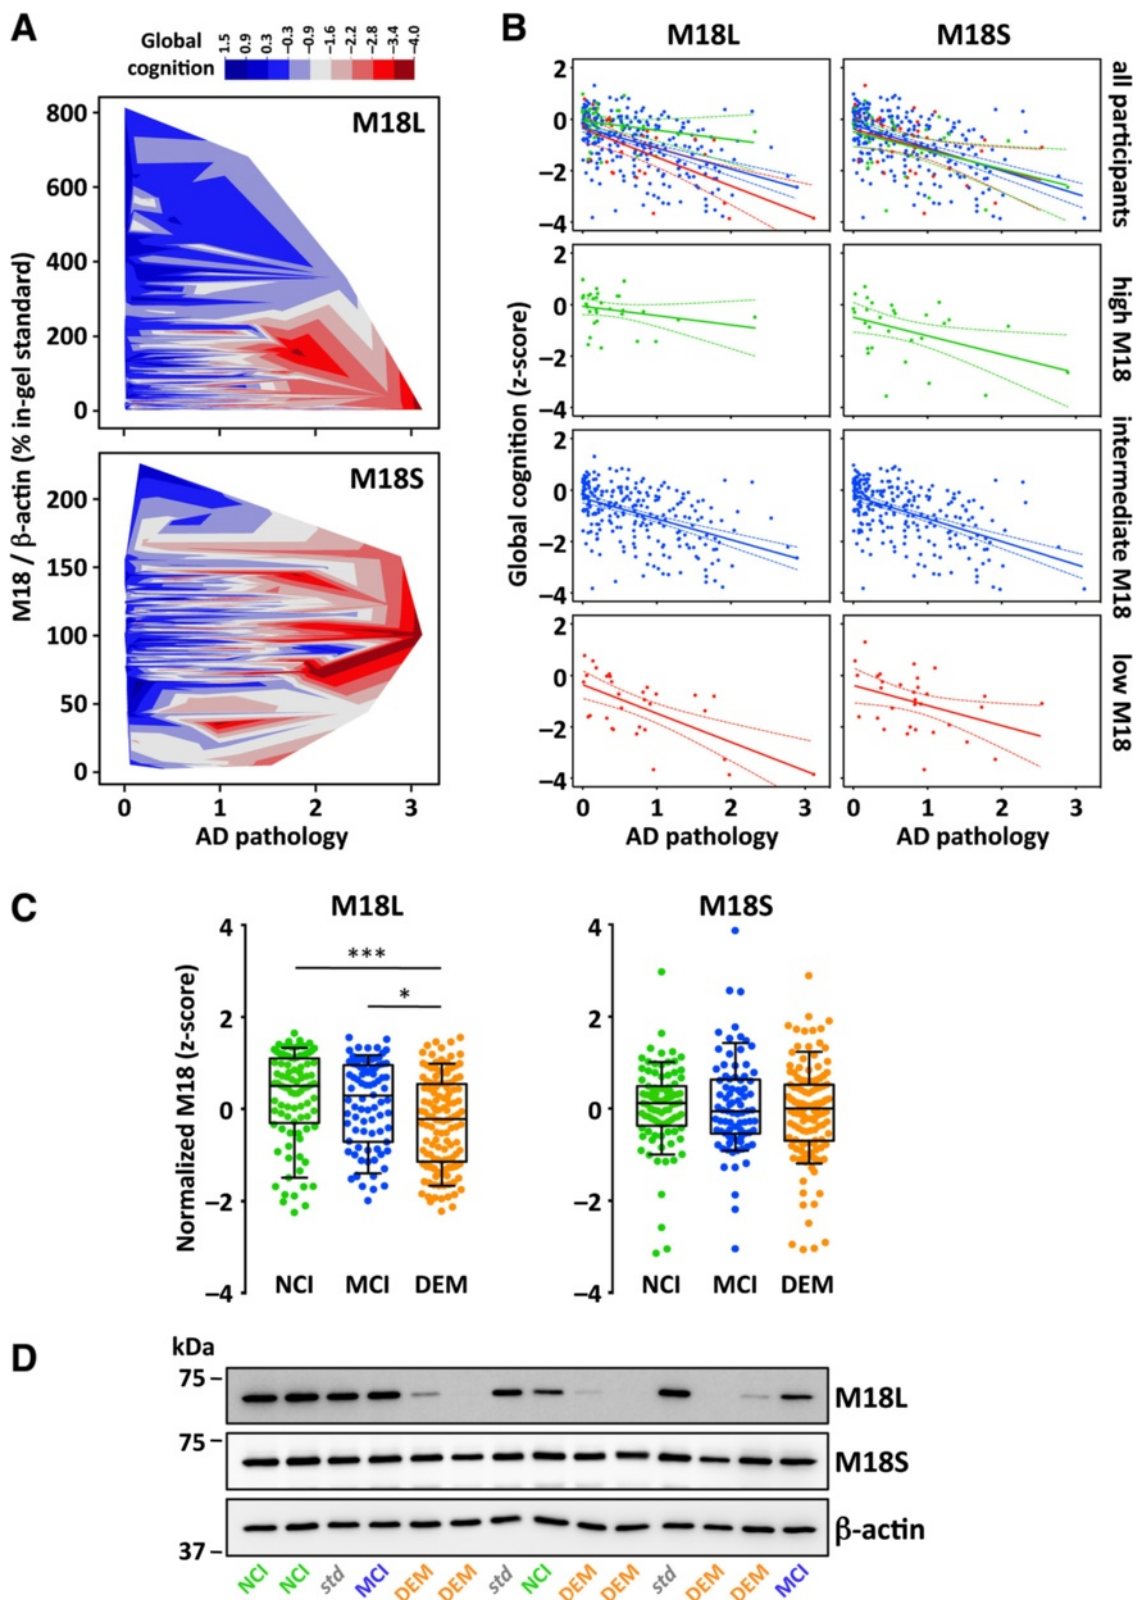 A
Global
cognition
1.5
0.9
0.3
–0.3
–0.9
–1.6
–2.2
–2.8
–3.4
–4.0
M18L
800
600
400
200
0
M18S
200
150
100
50
0
M18 / β-actin (% in-gel standard)
0 1 2 3
AD pathology
B
M18L M18S
2
0
–2
–4
all participants
2
0
–2
–4
high M18
2
0
–2
–4
intermediate M18
2
0
–2
–4
low M18
Global cognition (z-score)
0 1 2 3 0 1 2 3
AD pathology AD pathology
C
M18L M18S
4
2
0
–2
–4
Normalized M18 (z-score)
***
*
NCI MCI DEM
4
2
0
–2
–4
NCI MCI DEM
D
kDa
75
M18L
75
M18S
β-actin
37
NCI NCI std MCI DEM DEM std NCI DEM DEM std DEM DEM MCI